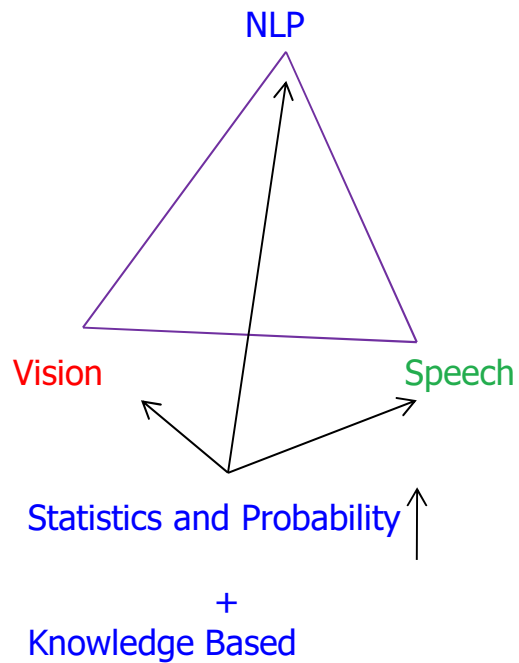 NLP
Vision
Speech
Statistics and Probability
+
Knowledge Based